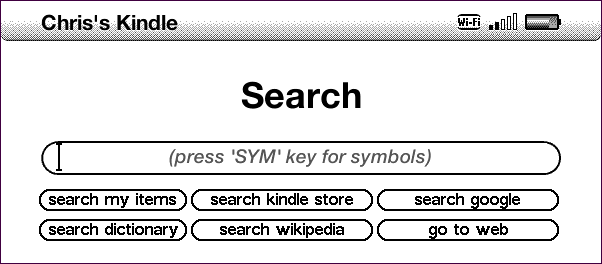 Chris's Kindle Wi-Fi
Search
(press 'SYM' key for symbols)
search my items search kindle store search google
search dictionary search wikipedia go to web